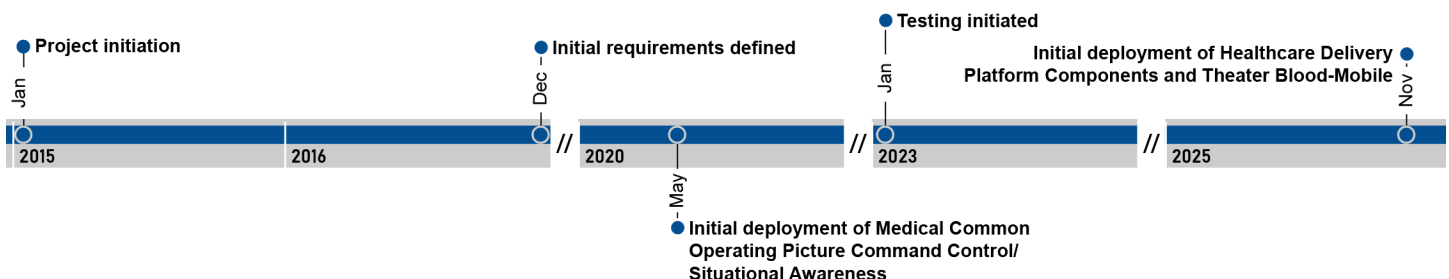 Jan
Project initiation
Dec
Initial requirements defined
Jan
Testing initiated
Nov
Initial deployment of Healthcare Delivery
Platform Components and Theater Blood-Mobile
2015
2016
//
2020
//
2023
//
2025
May
Initial deployment of Medical Common
Operating Picture Command Control/
Situational Awareness